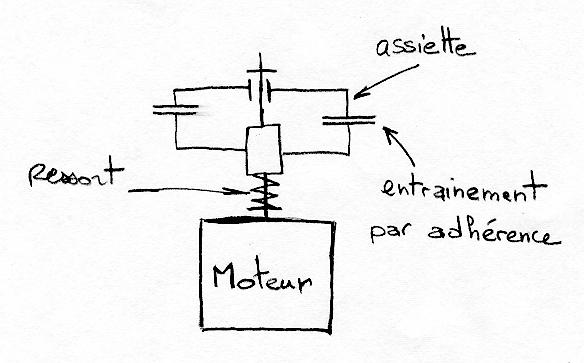 assiette
ressort
entrainement
par adhérence
Moteur